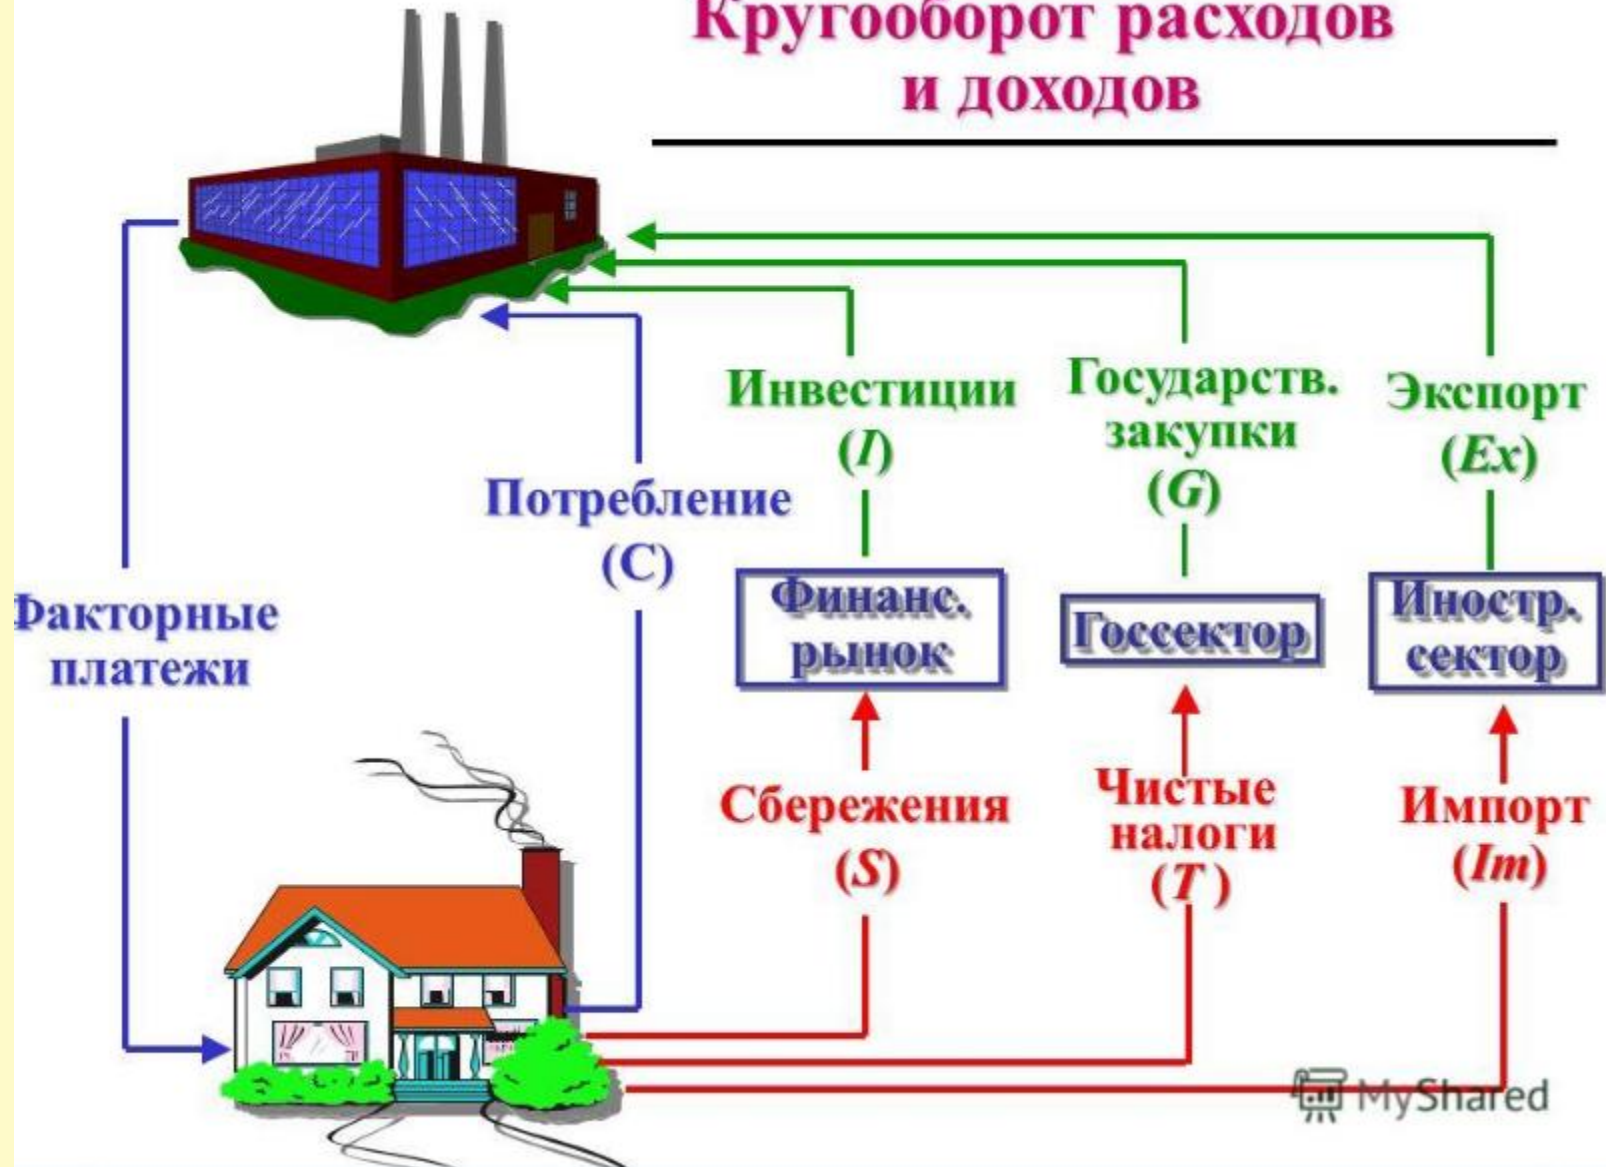 Кругооборот расходов
и доходов
Инвестиции
(I)
Государств.
закупки
(G)
Экспорт
(Ex)
Потребление
(C)
Факторные
платежи
Финанс.
рынок
Госсектор
Иностр.
сектор
Сбережения
(S)
Чистые
налоги
(T )
Импорт
(Im)
MyShared